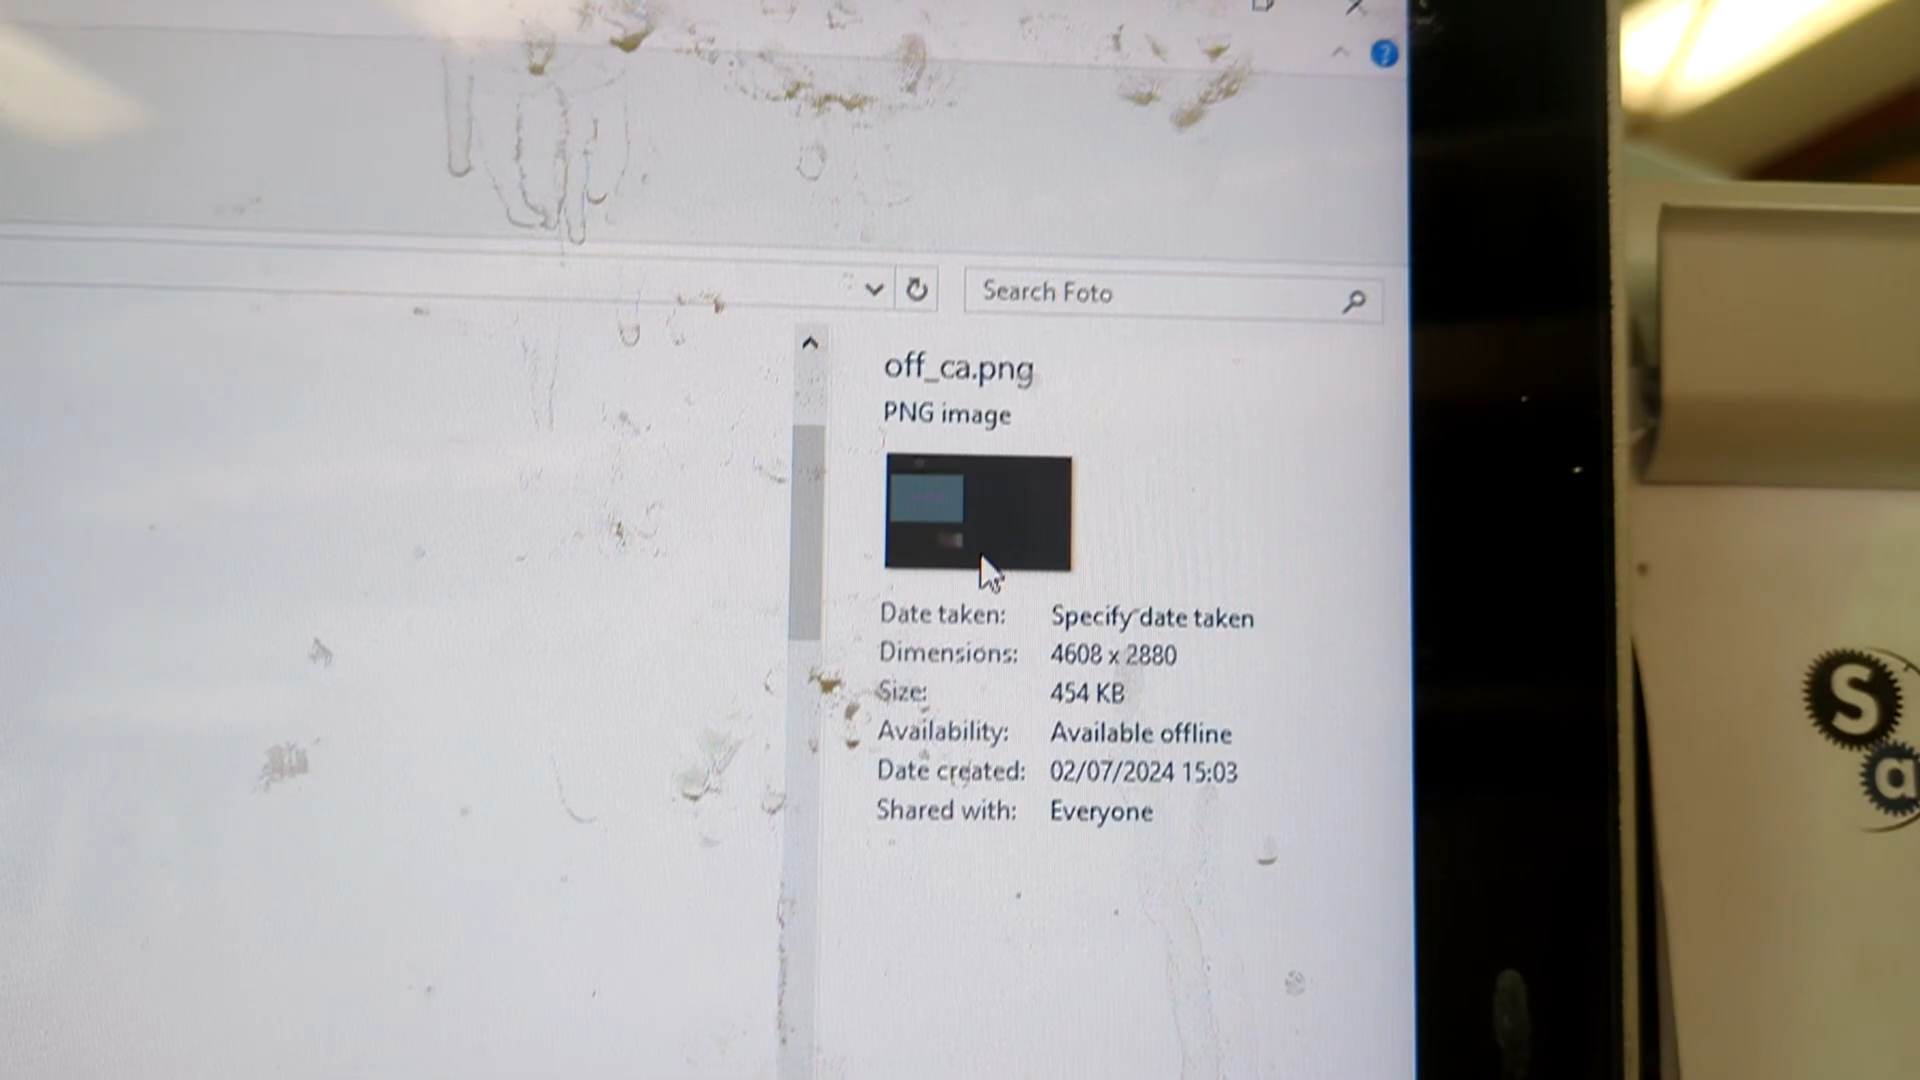 ?
Search Foto
off_ca.png
PNG image
Date taken: Specify date taken
Dimensions: 4608 x 2880
Size: 454 KB
Availability: Available offline
Date created: 02/07/2024 15:03
Shared with: Everyone
S
a